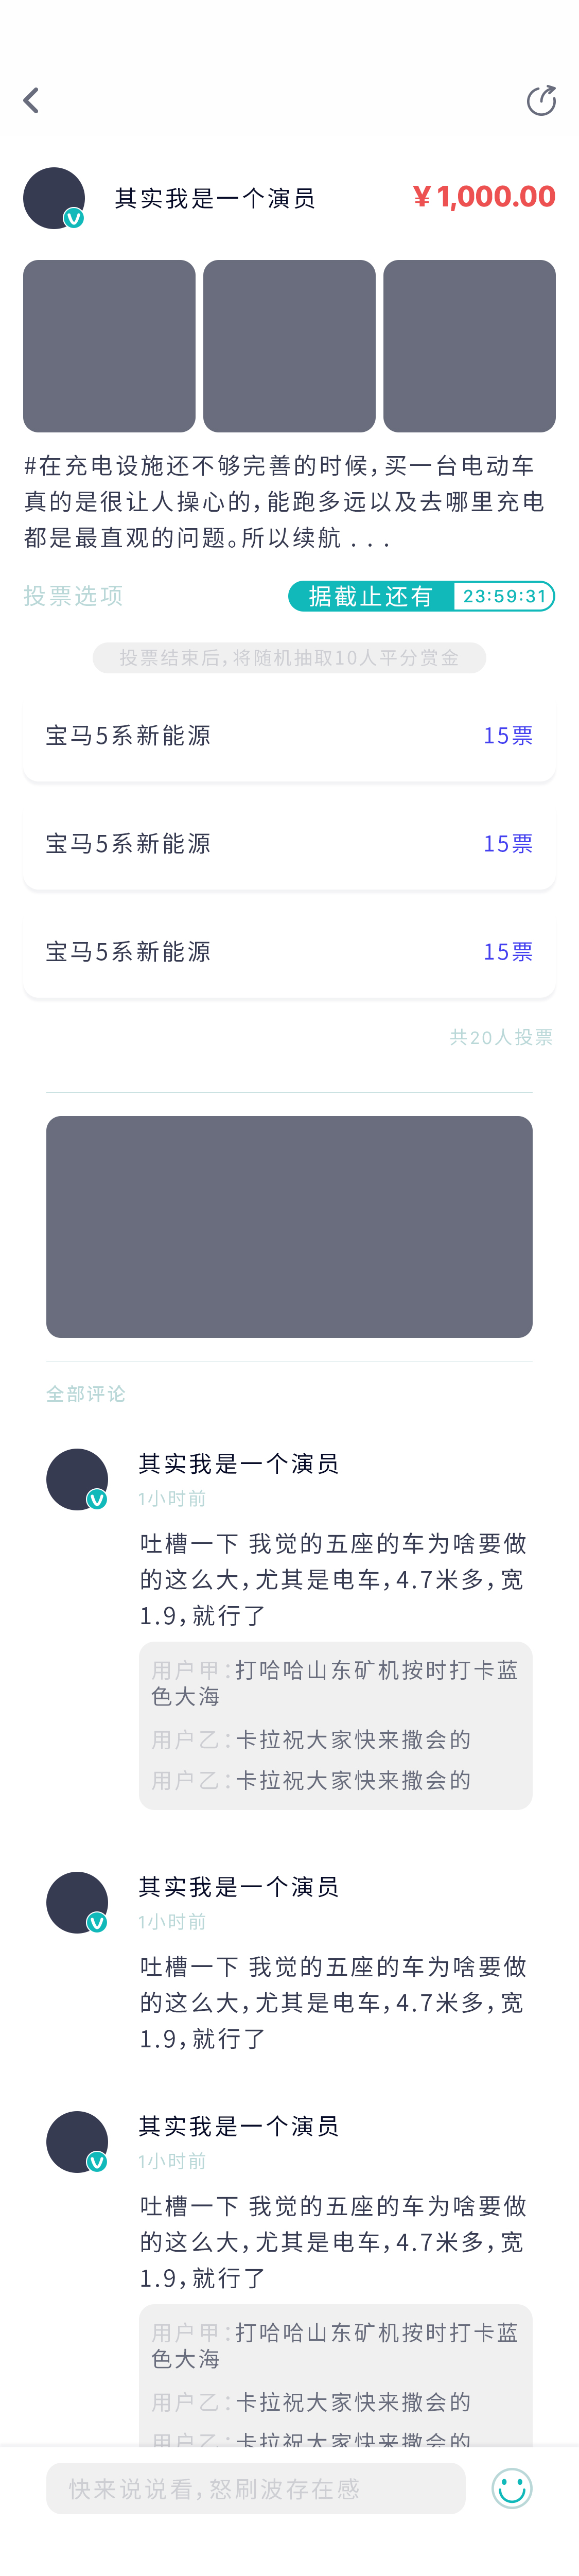 其实我是一个演员
¥ 1,000.00
#在充电设施还不够完善的时候，买一台电动车
真的是很让人操心的，能跑多远以及去哪里充电
都是最直观的问题。所以续航 . . .
投票选项
据截止还有 23:59:31
投票结束后，将随机抽取10人平分赏金
宝马5系新能源 15票
宝马5系新能源 15票
宝马5系新能源 15票
共20人投票
全部评论
其实我是一个演员
1小时前
吐槽一下 我觉的五座的车为啥要做
的这么大，尤其是电车，4.7米多，宽
1.9，就行了
用户甲：打哈哈山东矿机按时打卡蓝
色大海
用户乙：卡拉祝大家快来撒会的
用户乙：卡拉祝大家快来撒会的
其实我是一个演员
1小时前
吐槽一下 我觉的五座的车为啥要做
的这么大，尤其是电车，4.7米多，宽
1.9，就行了
其实我是一个演员
1小时前
吐槽一下 我觉的五座的车为啥要做
的这么大，尤其是电车，4.7米多，宽
1.9，就行了
用户甲：打哈哈山东矿机按时打卡蓝
色大海
用户乙：卡拉祝大家快来撒会的
用户乙：卡拉祝大家快来撒会的
快来说说看，怒刷波存在感